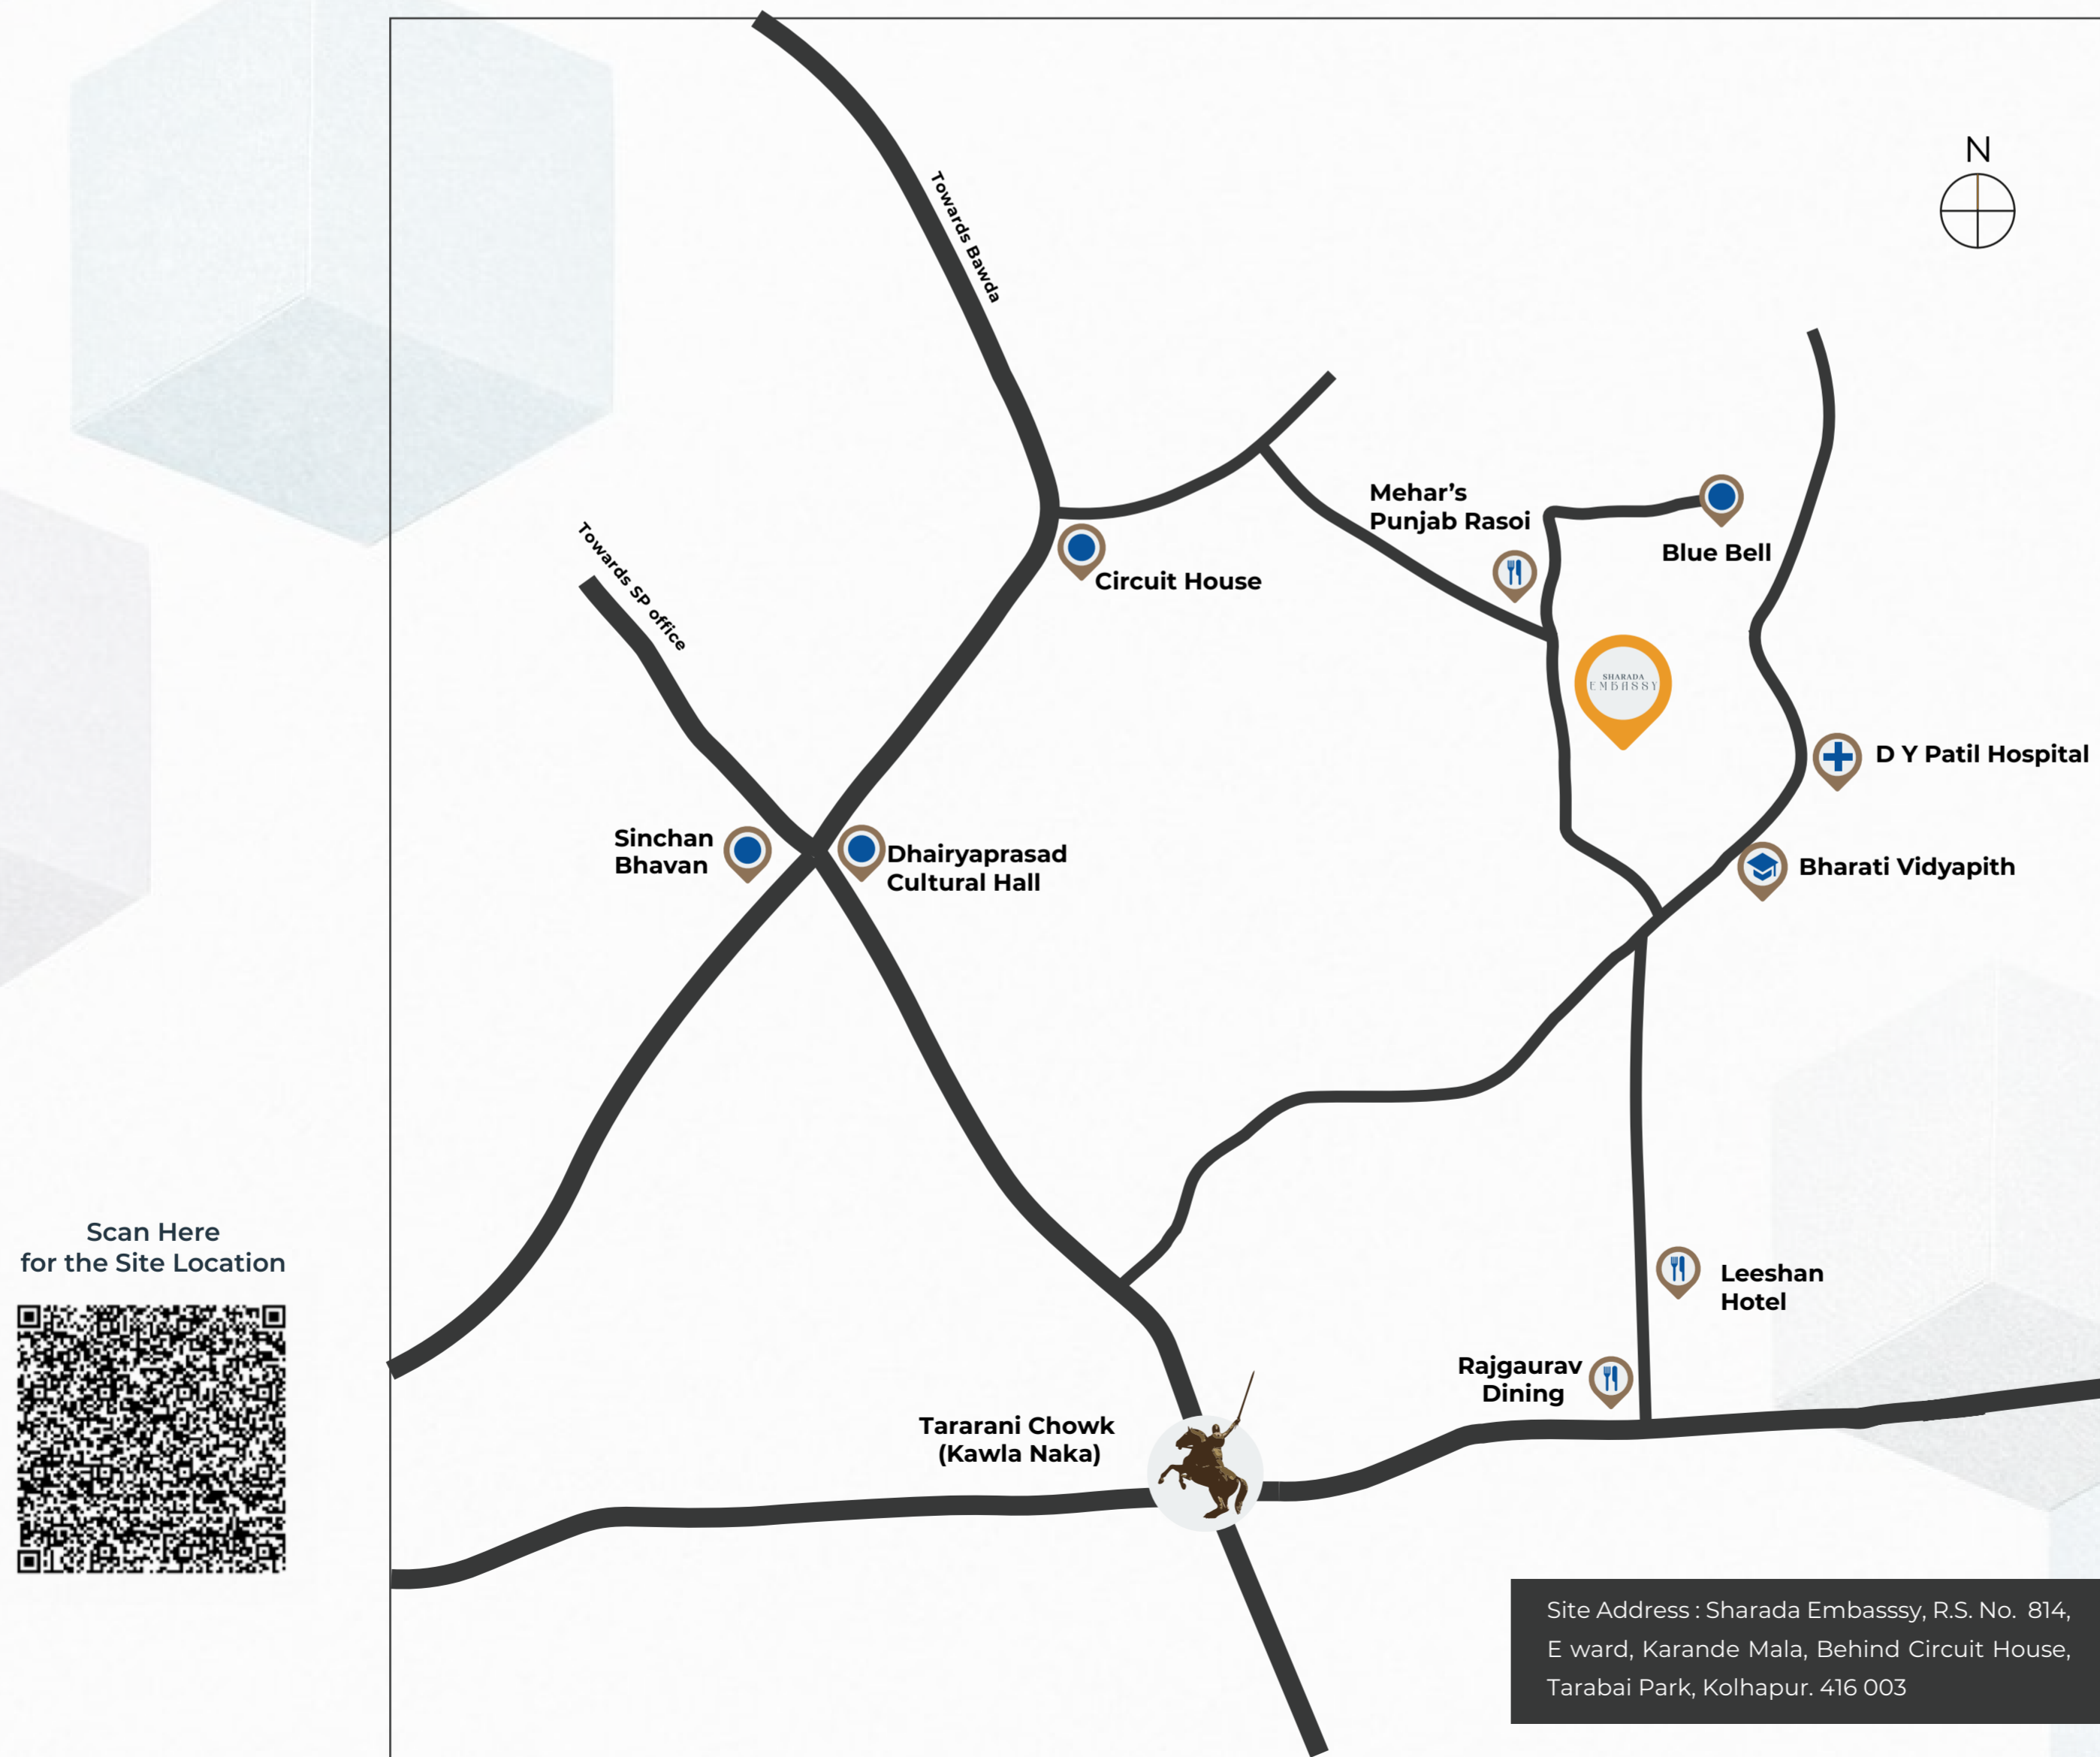 N
Towards Bawda
Towards SP office
Mehar’s
Punjab Rasoi
Blue Bell
Circuit House
SHARADA
EMBASSY
D Y Patil Hospital
Sinchan
Bhavan
Dhairyaprasad
Cultural Hall
Bharati Vidyapith
Scan Here
for the Site Location
Leeshan
Hotel
Rajgaurav
Dining
Tararani Chowk
(Kawla Naka)
Site Address : Sharada Embasssy, R.S. No. 814,
E ward, Karande Mala, Behind Circuit House,
Tarabai Park, Kolhapur. 416 003